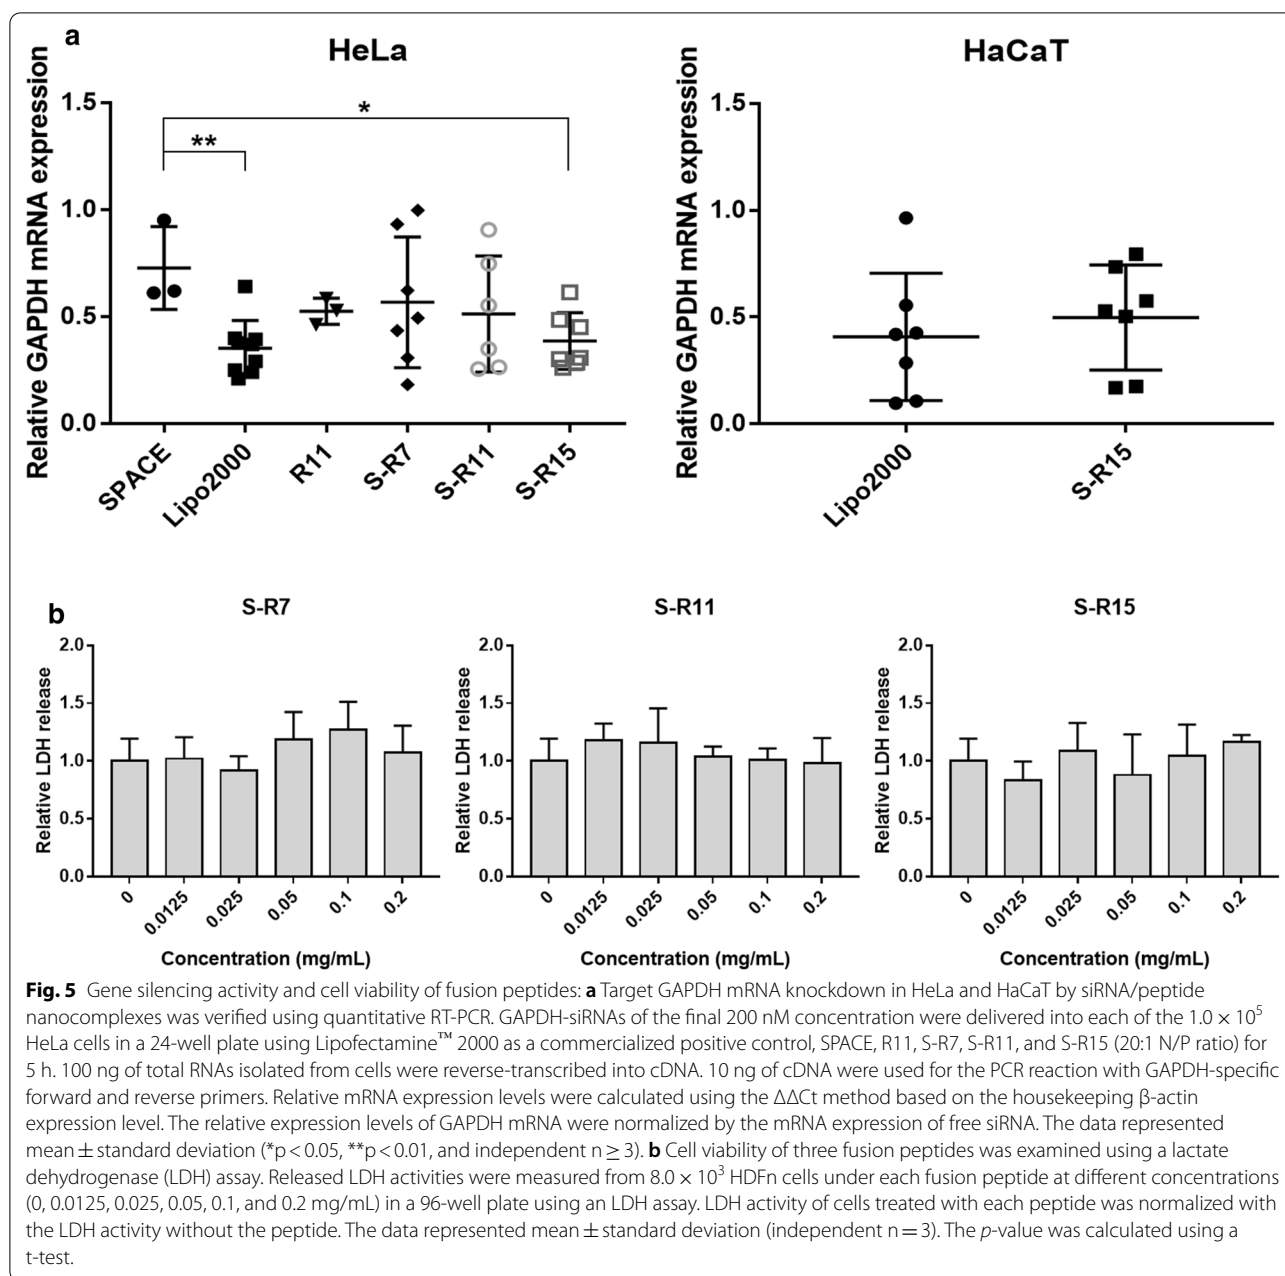 a
HeLa
HaCaT
Relative GAPDH mRNA expression
1.5
1.0
0.5
0.0
*
**
SPACE
Lipo2000
R11
S-R7
S-R11
S-R15
Relative GAPDH mRNA expression
1.5
1.0
0.5
0.0
Lipo2000
S-R15
b
S-R7
Relative LDH release
2.0
1.5
1.0
0.5
0.0
0
0.0125
0.025
0.05
0.1
0.2
Concentration (mg/mL)
S-R11
Relative LDH release
2.0
1.5
1.0
0.5
0.0
0
0.0125
0.025
0.05
0.1
0.2
Concentration (mg/mL)
S-R15
Relative LDH release
2.0
1.5
1.0
0.5
0.0
0
0.0125
0.025
0.05
0.1
0.2
Concentration (mg/mL)
Fig. 5 Gene silencing activity and cell viability of fusion peptides: a Target GAPDH mRNA knockdown in HeLa and HaCaT by siRNA/peptide
nanocomplexes was verified using quantitative RT-PCR. GAPDH-siRNAs of the final 200 nM concentration were delivered into each of the 1.0 × 10⁵
HeLa cells in a 24-well plate using Lipofectamine™ 2000 as a commercialized positive control, SPACE, R11, S-R7, S-R11, and S-R15 (20:1 N/P ratio) for
5 h. 100 ng of total RNAs isolated from cells were reverse-transcribed into cDNA. 10 ng of cDNA were used for the PCR reaction with GAPDH-specific
forward and reverse primers. Relative mRNA expression levels were calculated using the ΔΔCt method based on the housekeeping β-actin
expression level. The relative expression levels of GAPDH mRNA were normalized by the mRNA expression of free siRNA. The data represented
mean ± standard deviation (*p < 0.05, **p < 0.01, and independent n ≥ 3). b Cell viability of three fusion peptides was examined using a lactate
dehydrogenase (LDH) assay. Released LDH activities were measured from 8.0 × 10³ HDFn cells under each fusion peptide at different concentrations
(0, 0.0125, 0.025, 0.05, 0.1, and 0.2 mg/mL) in a 96-well plate using an LDH assay. LDH activity of cells treated with each peptide was normalized with
the LDH activity without the peptide. The data represented mean ± standard deviation (independent n = 3). The p-value was calculated using a
t-test.